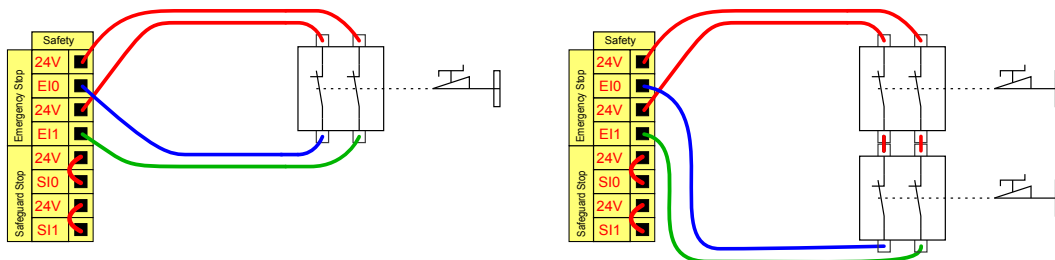 Safety
Emergency Stop
24V
EI0
24V
EI1
Safeguard Stop
24V
SI0
24V
SI1
Safety
Emergency Stop
24V
EI0
24V
EI1
Safeguard Stop
24V
SI0
24V
SI1